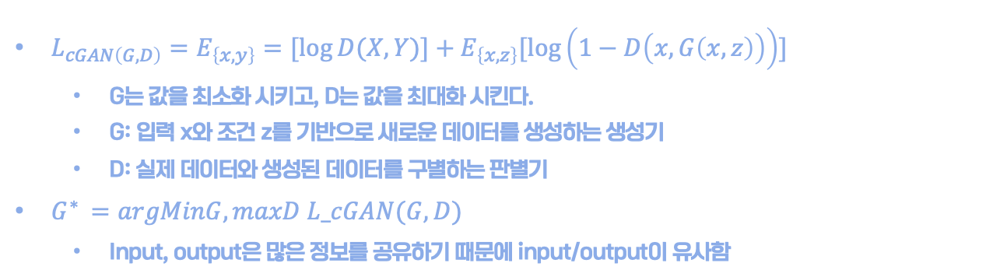 • L_{cGAN(G,D)} = E_{\{x,y\}} = [log D(X,Y)] + E_{\{x,z\}}[log(1 − D(x,G(x,z)))]
• G는 값을 최소화 시키고, D는 값을 최대화 시킨다.
• G: 입력 x와 조건 z를 기반으로 새로운 데이터를 생성하는 생성기
• D: 실제 데이터와 생성된 데이터를 구별하는 판별기
• G* = argMinG,maxD L_cGAN(G,D)
• Input, output은 많은 정보를 공유하기 때문에 input/output이 유사함